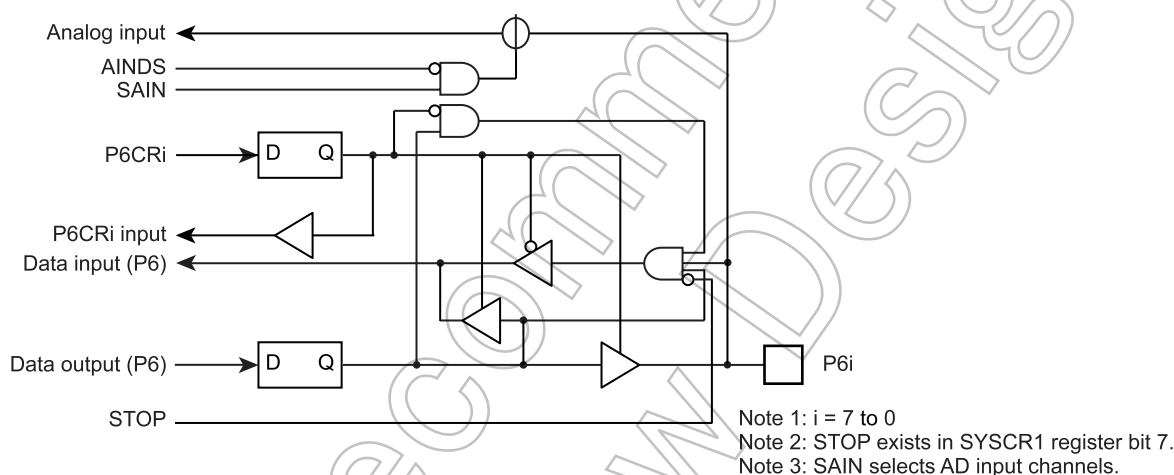 Analog input
AINDS
SAIN
P6CRi
D Q
P6CRi input
Data input (P6)
Data output (P6)
D Q
P6i
STOP
Note 1: i = 7 to 0
Note 2: STOP exists in SYSCR1 register bit 7.
Note 3: SAIN selects AD input channels.